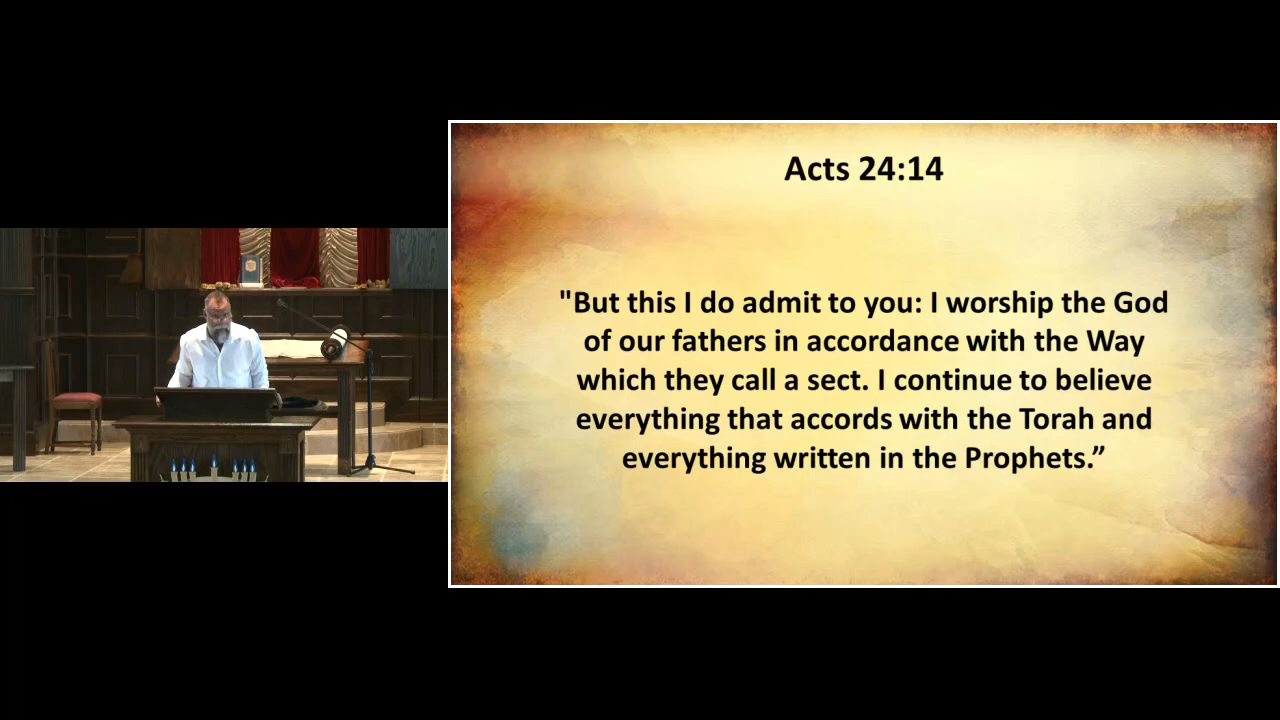 Acts 24:14
"But this I do admit to you: I worship the God
of our fathers in accordance with the Way
which they call a sect. I continue to believe
everything that accords with the Torah and
everything written in the Prophets.”